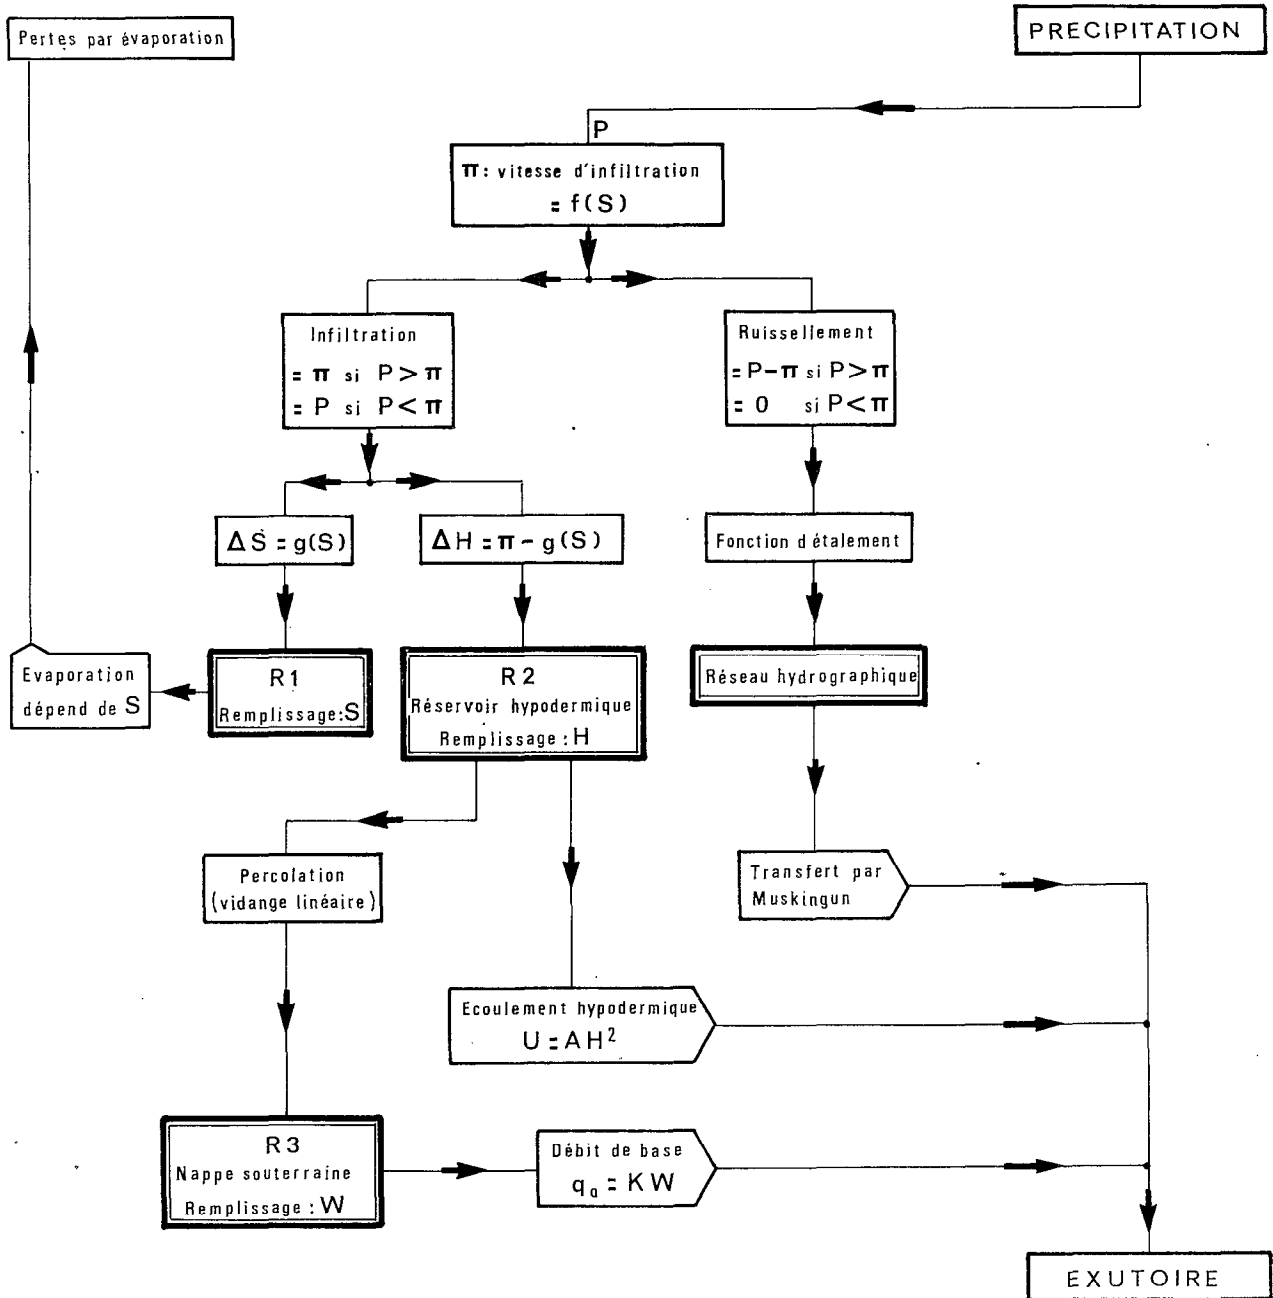 Pertes par évaporation
PRECIPITATION
P
π: vitesse d'infiltration
= f(S)
Infiltration
= π si P > π
= P si P < π
Ruissellement
= P-π si P > π
= 0 si P < π
ΔS = g(S)
ΔH = π - g(S)
Fonction d'étalement
Evaporation
dépend de S
R1
Remplissage: S
R2
Réservoir hypodermique
Remplissage : H
Réseau hydrographique
Percolation
(vidange linéaire)
Transfert par
Muskingun
Ecoulement hypodermique
U = AH²
R3
Nappe souterraine
Remplissage : W
Débit de base
qₐ = KW
EXUTOIRE